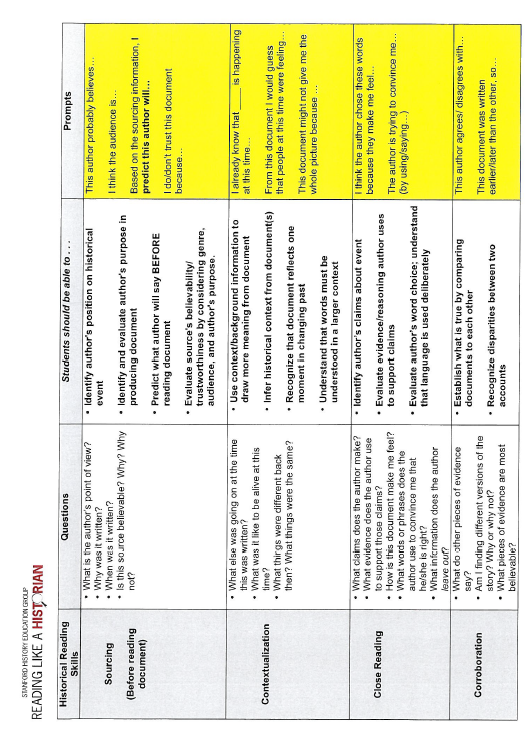 STANFORD HISTORY EDUCATION GROUP
READING LIKE A HISTORIAN
Historical Reading
Skills
Questions
Students should be able to . . . .
Prompts
Sourcing
(Before reading
document)
• What is the author's point of view?
• Why was it written?
• When was it written?
• Is this source believable? Why? Why
not?
• Identify author's position on historical
event
• Identify and evaluate author's purpose in
producing document
• Predict what author will say BEFORE
reading document
• Evaluate source's believability/
trustworthiness by considering genre,
audience, and author's purpose.
This author probably believes…
I think the audience is…
Based on the sourcing information, I
predict this author will…
I do/don't trust this document
because…
Contextualization
• What else was going on at the time
this was written?
• What was it like to be alive at this
time?
• What things were different back
then? What things were the same?
• Use context/background information to
draw more meaning from document
• Infer historical context from document(s)
• Recognize that document reflects one
moment in changing past
• Understand that words must be
understood in a larger context
I already know that ___ is happening
at this time…
From this document I would guess
that people at this time were feeling…
This document might not give me the
whole picture because …
Close Reading
• What claims does the author make?
• What evidence does the author use
to support those claims?
• How is this document make me feel?
• What words or phrases does the
author use to convince me that
he/she is right?
• What information does the author
leave out?
• Identify author's claims about event
• Evaluate evidence/reasoning author uses
to support claims
• Evaluate author's word choice; understand
that language is used deliberately
I think the author chose these words
because they make me feel…
The author is trying to convince me…
(by using/saying…)
Corroboration
• What do other pieces of evidence
say?
• Am I finding different versions of the
story? Why or why not?
• What pieces of evidence are most
believable?
• Establish what is true by comparing
documents to each other
• Recognize disparities between two
accounts
This author agrees/ disagrees with…
This document was written
earlier/later than the other, so…